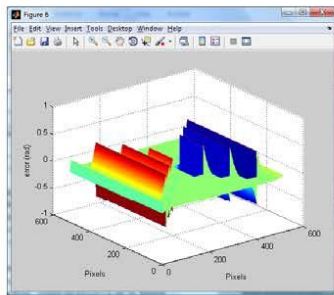 Figure 6
File Edit View Insert Tools Desktop Window Help
1
0.5
0
-0.5
-1
error (rad)
600
400
200
0
Pixels
0
200
400
600
Pixels